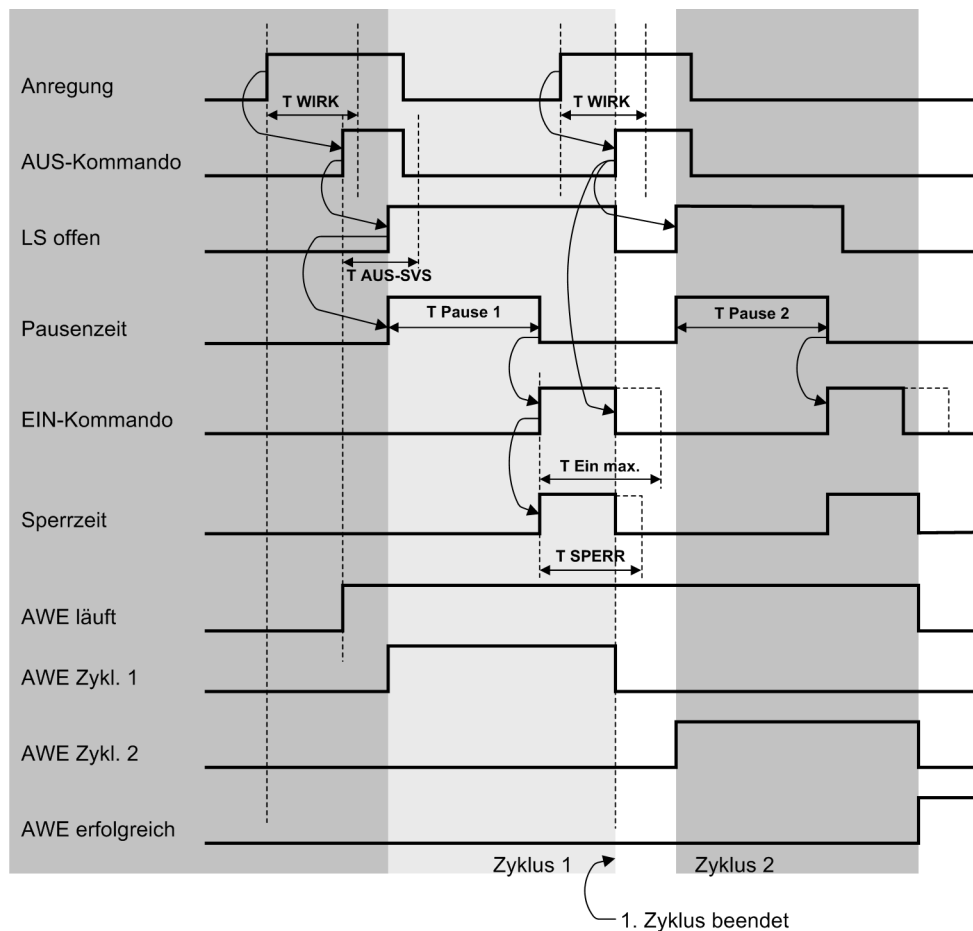 Anregung
T WIRK
T WIRK
AUS-Kommando
LS offen
T AUS-SVS
Pausenzeit
T Pause 1
T Pause 2
EIN-Kommando
T Ein max.
Sperrzeit
T SPERR
AWE läuft
AWE Zykl. 1
AWE Zykl. 2
AWE erfolgreich
Zyklus 1
Zyklus 2
1. Zyklus beendet